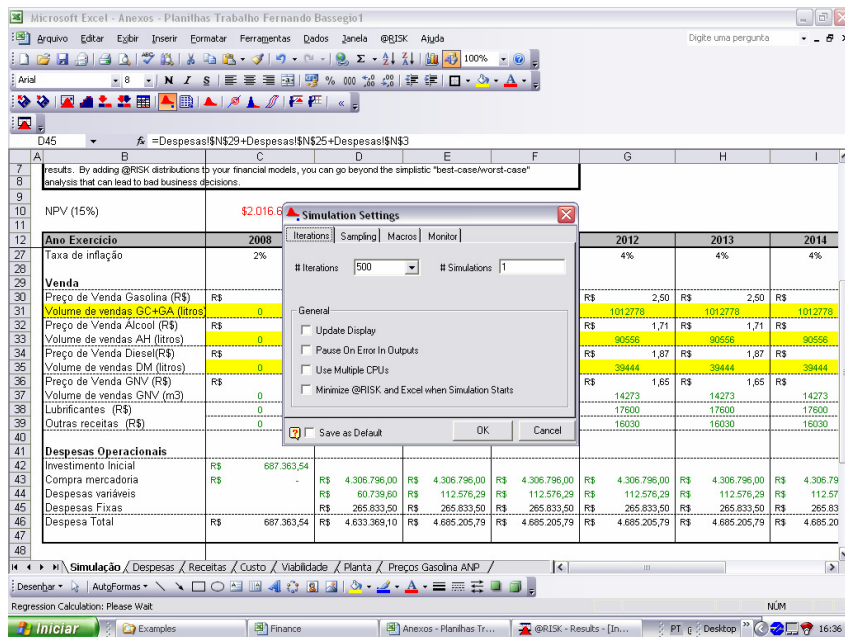 Microsoft Excel - Anexos - Planilhas Trabalho Fernando Bassegio1
Arquivo Editar Exibir Inserir Formatar Ferramentas Dados Janela @RISK Ajuda Digite uma pergunta
100%
Arial 8 N I S % 000
D45 fx =Despesas!$N$29+Despesas!$N$25+Despesas!$N$3
A B C D E F G H I
7 results. By adding @RISK distributions to your financial models, you can go beyond the simplistic "best-case/worst-case"
8 analysis that can lead to bad business decisions.
9
10 NPV (15%) $2.016.6
11
12 Ano Exercício 2008 2012 2013 2014
27 Taxa de inflação 2% 4% 4% 4%
28
29 Venda
30 Preço de Venda Gasolina (R$) R$ R$ 2,50 R$ 2,50 R$
31 Volume de vendas GC+GA (litros) 0 1012778 1012778 1012778
32 Preço de Venda Álcool (R$) R$ 1,71 R$ 1,71 R$
33 Volume de vendas AH (litros) 0 90556 90556 90556
34 Preço de Venda Diesel(R$) R$ R$ 1,87 R$ 1,87 R$
35 Volume de vendas DM (litros) 0 39444 39444 39444
36 Preço de Venda GNV (R$) R$ R$ 1,65 R$ 1,65 R$
37 Volume de vendas GNV (m3) 0 14273 14273 14273
38 Lubrificantes (R$) 0 17600 17600 17600
39 Outras receitas (R$) 0 16030 16030 16030
40
41 Despesas Operacionais
42 Investimento Inicial R$ 687.363,54
43 Compra mercadoria R$ - R$ 4.306.796,00 R$ 4.306.796,00 R$ 4.306.796,00 R$ 4.306.796,00 R$ 4.306.796,00 R$ 4.306.79
44 Despesas variáveis R$ 60.739,60 R$ 112.576,29 R$ 112.576,29 R$ 112.576,29 R$ 112.576,29 R$ 112.57
45 Despesas Fixas R$ 265.833,50 R$ 265.833,50 R$ 265.833,50 R$ 265.833,50 R$ 265.833,50 R$ 265.83
46 Despesa Total R$ 687.363,54 R$ 4.633.369,10 R$ 4.685.205,79 R$ 4.685.205,79 R$ 4.685.205,79 R$ 4.685.205,79 R$ 4.685.20
47
48
Simulation Settings
Iterations Sampling Macros Monitor
# Iterations 500 # Simulations 1
General
Update Display
Pause On Error In Outputs
Use Multiple CPUs
Minimize @RISK and Excel when Simulation Starts
Save as Default OK Cancel
Simulação / Despesas / Receitas / Custo / Viabilidade / Planta / Preços Gasolina ANP /
Desenhar AutoFormas
Regression Calculation: Please Wait NÚM
Iniciar Examples Finance Anexos - Planilhas Tr... @RISK - Results - [In... PT Desktop 16:36